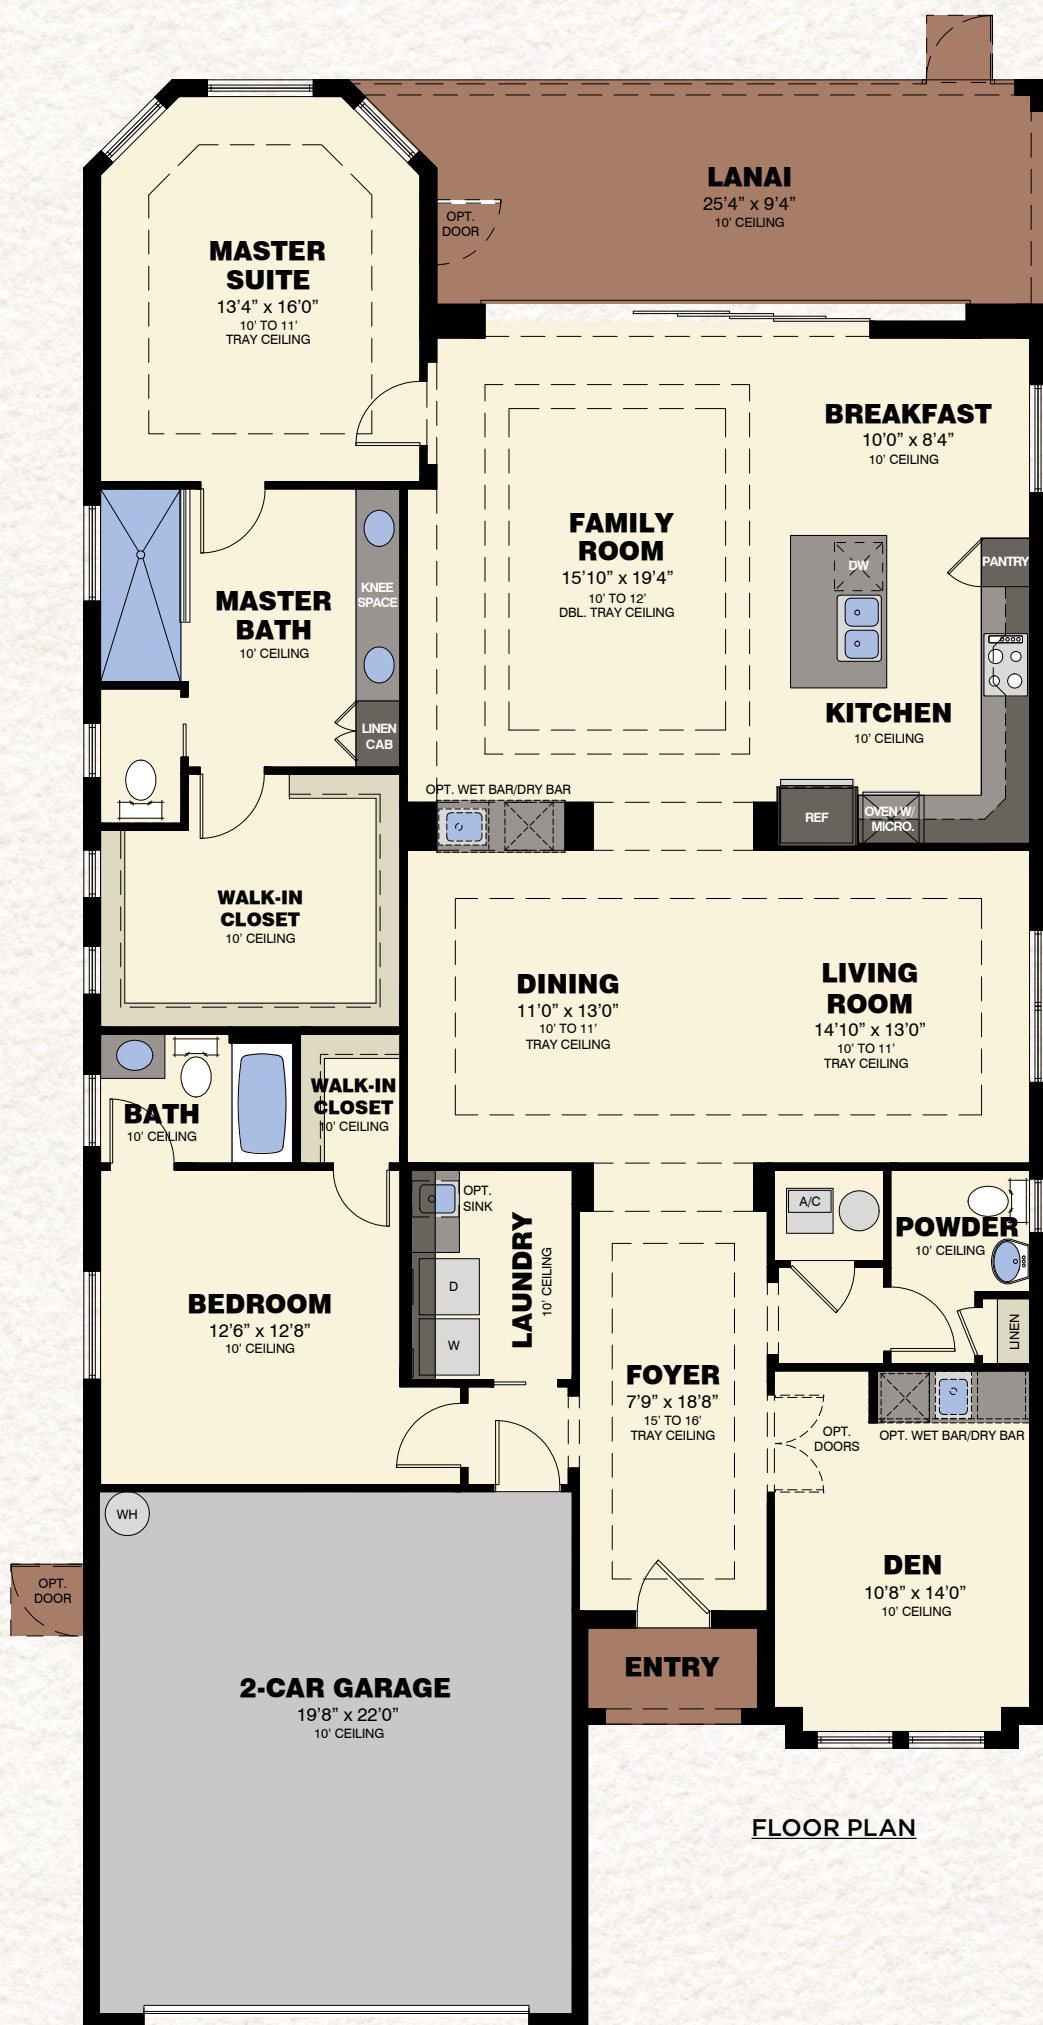 LANAI
25'4" x 9'4"
10' CEILING
OPT.
DOOR
MASTER
SUITE
13'4" x 16'0"
10' TO 11'
TRAY CEILING
BREAKFAST
10'0" x 8'4"
10' CEILING
FAMILY
ROOM
15'10" x 19'4"
10' TO 12'
DBL. TRAY CEILING
DW
PANTRY
KNEE
SPACE
MASTER
BATH
10' CEILING
LINEN
CAB
KITCHEN
10' CEILING
OPT. WET BAR/DRY BAR
REF
OVEN W/
MICRO.
WALK-IN
CLOSET
10' CEILING
DINING
11'0" x 13'0"
10' TO 11'
TRAY CEILING
LIVING
ROOM
14'10" x 13'0"
10' TO 11'
TRAY CEILING
BATH
10' CEILING
WALK-IN
CLOSET
10' CEILING
OPT.
SINK
LAUNDRY
10' CEILING
D
W
A/C
POWDER
10' CEILING
LINEN
BEDROOM
12'6" x 12'8"
10' CEILING
FOYER
7'9" x 18'8"
15' TO 16'
TRAY CEILING
OPT.
DOORS
OPT. WET BAR/DRY BAR
WH
OPT.
DOOR
DEN
10'8" x 14'0"
10' CEILING
ENTRY
2-CAR GARAGE
19'8" x 22'0"
10' CEILING
FLOOR PLAN